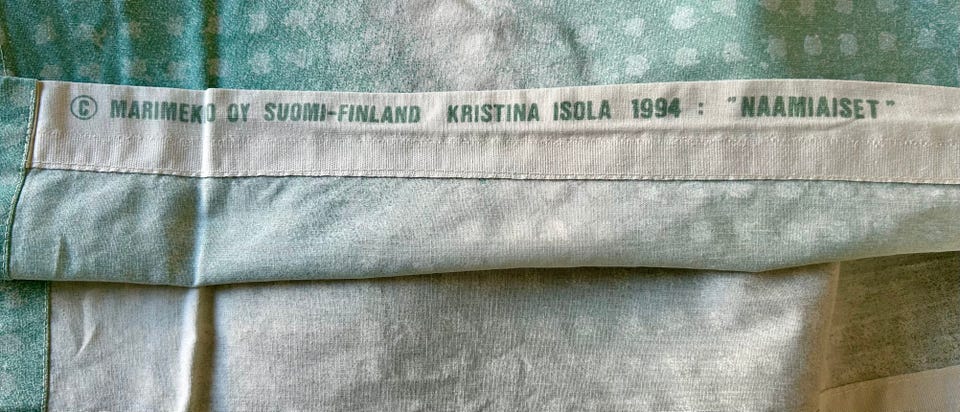 © MARIMEKO OY SUOMI-FINLAND KRISTINA ISOLA 1994 : "NAAMIAISET"